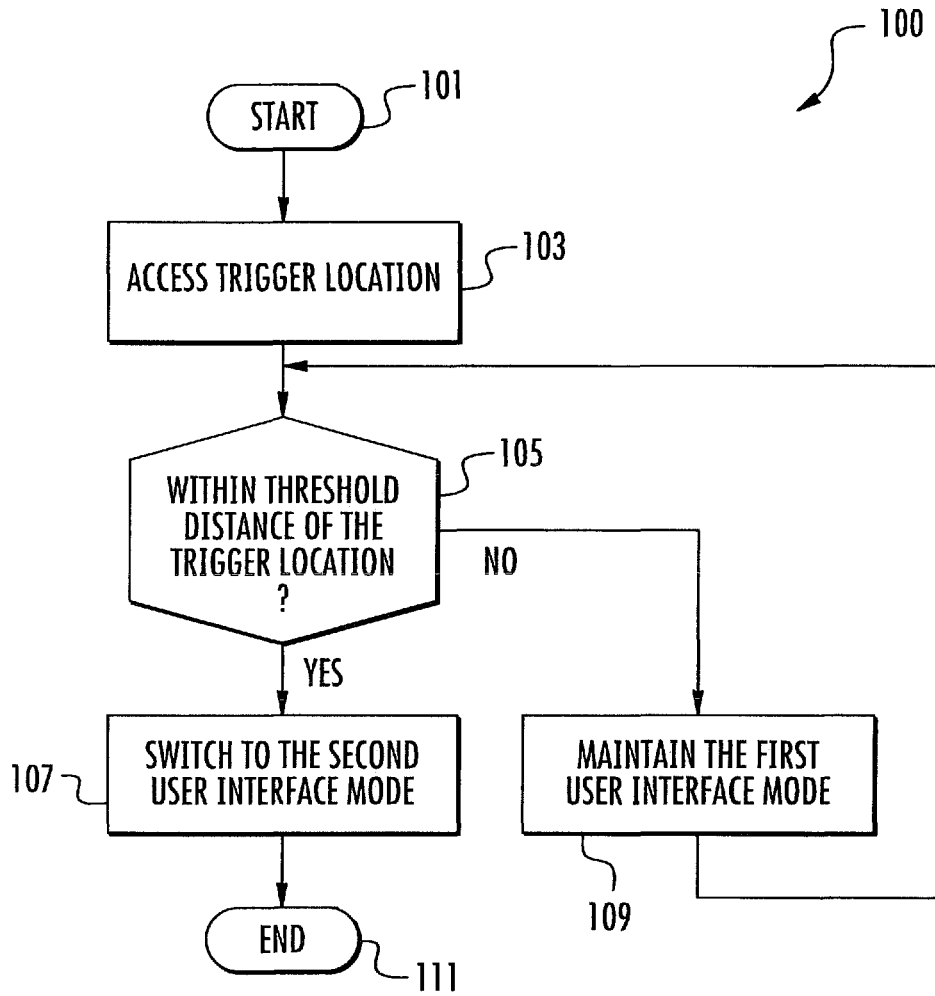 100
START
101
ACCESS TRIGGER LOCATION
103
WITHIN THRESHOLD
DISTANCE OF THE
TRIGGER LOCATION
?
105
NO
YES
SWITCH TO THE SECOND
USER INTERFACE MODE
107
MAINTAIN THE FIRST
USER INTERFACE MODE
109
END
111